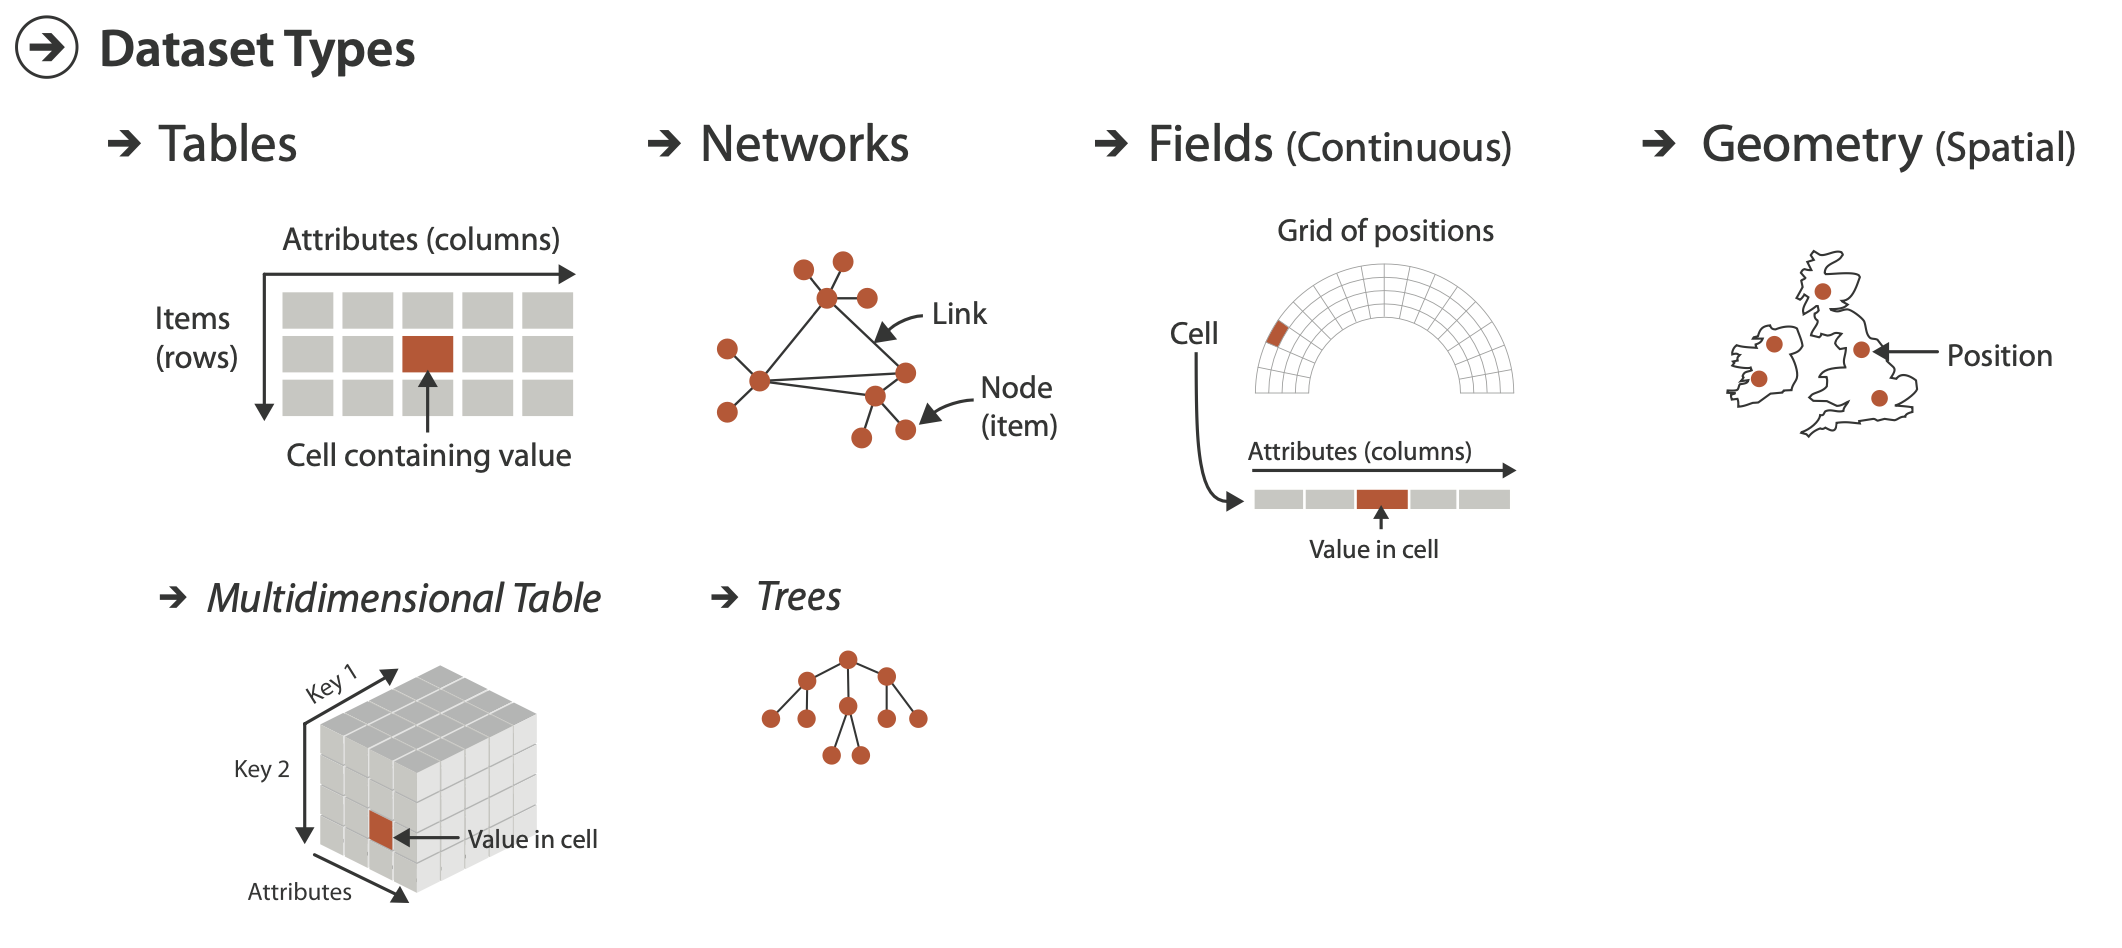 Dataset Types
Tables
Networks
Fields (Continuous)
Geometry (Spatial)
Attributes (columns)
Items
(rows)
Cell containing value
Link
Node
(item)
Grid of positions
Cell
Attributes (columns)
Value in cell
Position
Multidimensional Table
Key 1
Key 2
Value in cell
Attributes
Trees